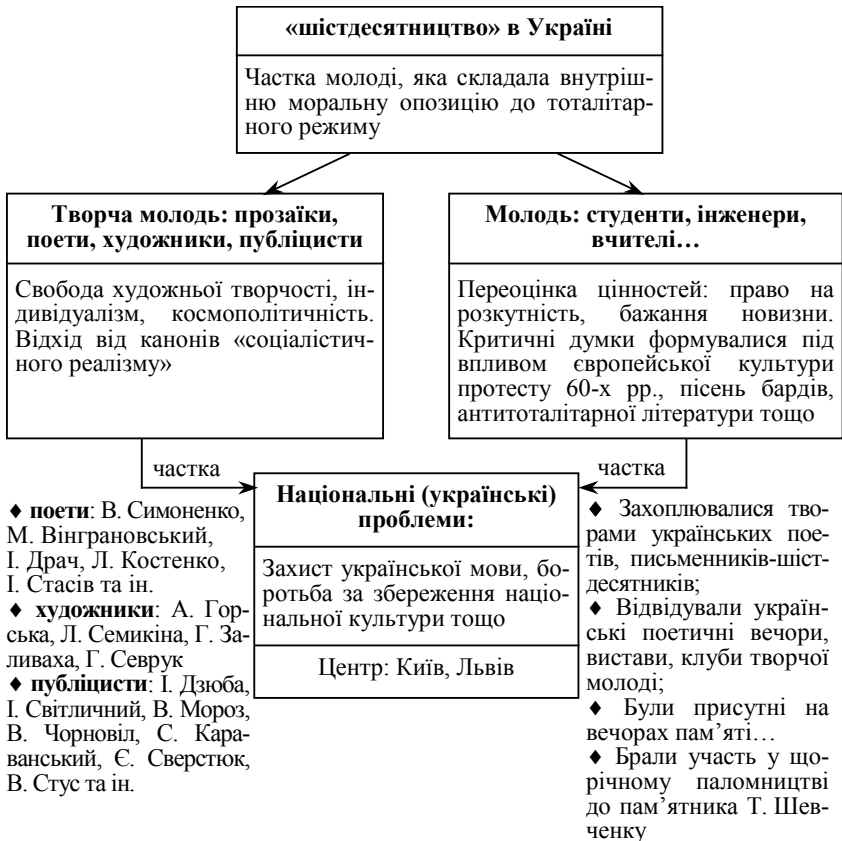 «шістдесятництво» в Україні
Частка молоді, яка складала внутріш-
ню моральну опозицію до тоталітар-
ного режиму
Творча молодь: прозаїки,
поети, художники, публіцисти
Свобода художньої творчості, ін-
дивідуалізм, космополітичність.
Відхід від канонів «соціалістич-
ного реалізму»
Молодь: студенти, інженери,
вчителі…
Переоцінка цінностей: право на
розкутність, бажання новизни.
Критичні думки формувалися під
впливом європейської культури
протесту 60-х рр., пісень бардів,
антитоталітарної літератури тощо
частка
частка
♦ поети: В. Симоненко,
М. Вінграновський,
І. Драч, Л. Костенко,
І. Стасів та ін.
♦ художники: А. Гор-
ська, Л. Семикіна, Г. За-
ливаха, Г. Севрук
♦ публіцисти: І. Дзюба,
І. Світличний, В. Мороз,
В. Чорновіл, С. Кара-
ванський, Є. Сверстюк,
В. Стус та ін.
Національні (українські)
проблеми:
Захист української мови, бо-
ротьба за збереження націо-
нальної культури тощо
Центр: Київ, Львів
♦ Захоплювалися тво-
рами українських пое-
тів, письменників-шіст-
десятників;
♦ Відвідували україн-
ські поетичні вечори,
вистави, клуби творчої
молоді;
♦ Були присутні на
вечорах пам’яті…
♦ Брали участь у що-
річному паломництві
до пам’ятника Т. Шев-
ченку